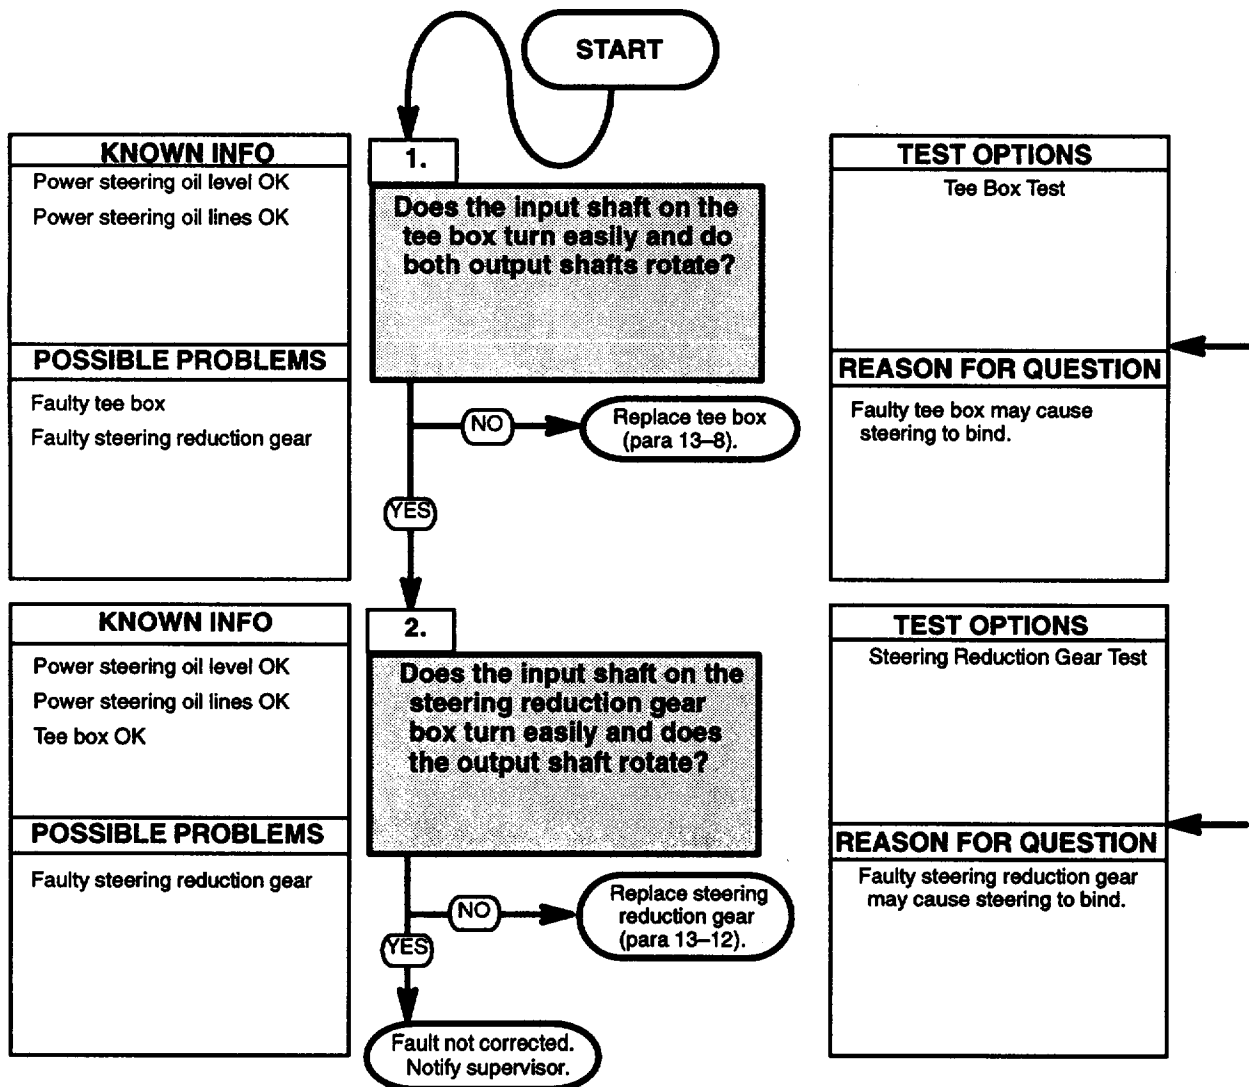 START
KNOWN INFO
Power steering oil level OK
Power steering oil lines OK
POSSIBLE PROBLEMS
Faulty tee box
Faulty steering reduction gear
1.
Does the input shaft on the
tee box turn easily and do
both output shafts rotate?
NO
Replace tee box
(para 13–8).
YES
TEST OPTIONS
Tee Box Test
REASON FOR QUESTION
Faulty tee box may cause
steering to bind.
KNOWN INFO
Power steering oil level OK
Power steering oil lines OK
Tee box OK
POSSIBLE PROBLEMS
Faulty steering reduction gear
2.
Does the input shaft on the
steering reduction gear
box turn easily and does
the output shaft rotate?
NO
Replace steering
reduction gear
(para 13–12).
YES
Fault not corrected.
Notify supervisor.
TEST OPTIONS
Steering Reduction Gear Test
REASON FOR QUESTION
Faulty steering reduction gear
may cause steering to bind.